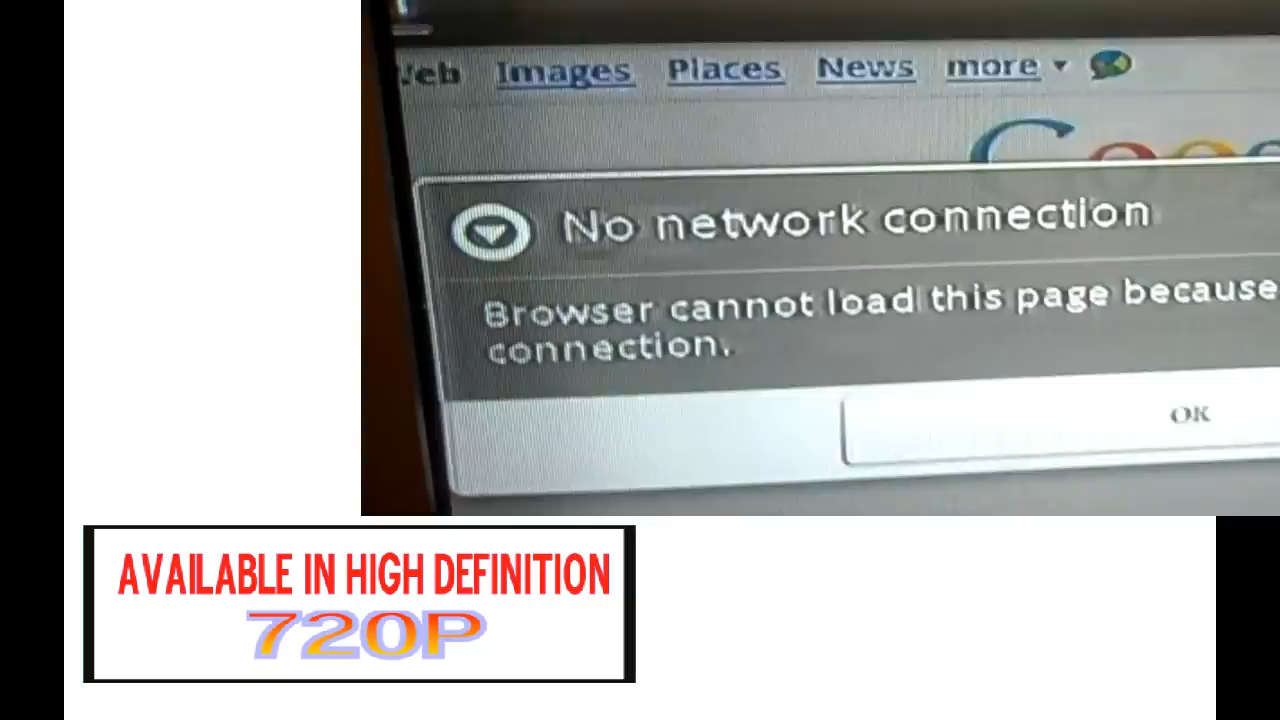 Images Places News more
No network connection
Browser cannot load this page because
connection.
OK
AVAILABLE IN HIGH DEFINITION
720P